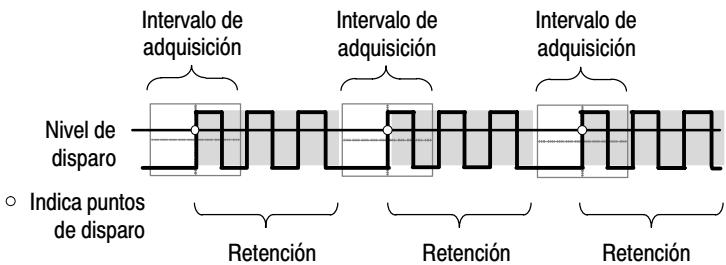 Intervalo de
adquisición
Intervalo de
adquisición
Intervalo de
adquisición
Nivel de
disparo
Indica puntos
de disparo
Retención
Retención
Retención